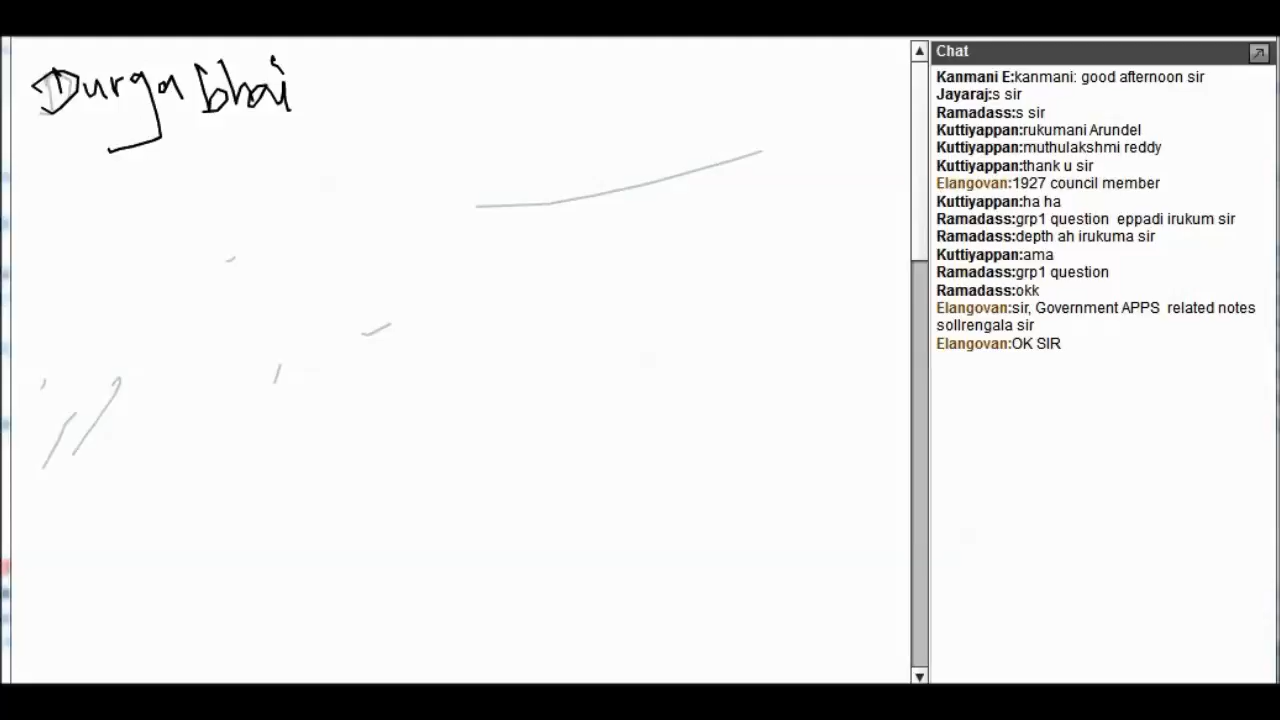 Durga bhai
Chat
Kanmani E:kanmani: good afternoon sir
Jayaraj:s sir
Ramadass:s sir
Kuttiyappan:rukumani Arundel
Kuttiyappan:muthulakshmi reddy
Kuttiyappan:thank u sir
Elangovan:1927 council member
Kuttiyappan:ha ha
Ramadass:grp1 question  eppadi irukum sir
Ramadass:depth ah irukuma sir
Kuttiyappan:ama
Ramadass:grp1 question
Ramadass:okk
Elangovan:sir, Government APPS  related notes
sollrengala sir
Elangovan:OK SIR